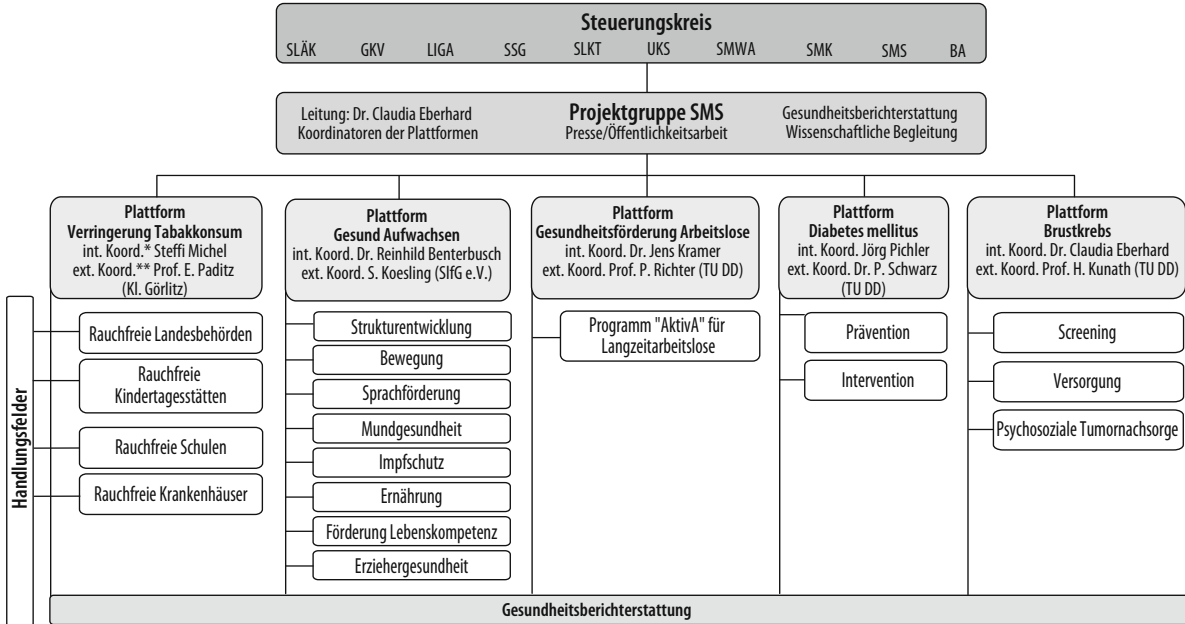 Steuerungskreis
SLÄK GKV LIGA SSG SLKT UKS SMWA SMK SMS BA
Leitung: Dr. Claudia Eberhard
Koordinatoren der Plattformen
Projektgruppe SMS
Presse/Öffentlichkeitsarbeit
Gesundheitsberichterstattung
Wissenschaftliche Begleitung
Plattform
Verringerung Tabakkonsum
int. Koord.* Steffi Michel
ext. Koord.** Prof. E. Paditz
(Kl. Görlitz)
Plattform
Gesund Aufwachsen
int. Koord. Dr. Reinhild Benterbusch
ext. Koord. S. Koesling (SlfG e.V.)
Plattform
Gesundheitsförderung Arbeitslose
int. Koord. Dr. Jens Kramer
ext. Koord. Prof. P. Richter (TU DD)
Plattform
Diabetes mellitus
int. Koord. Jörg Pichler
ext. Koord. Dr. P. Schwarz
(TU DD)
Plattform
Brustkrebs
int. Koord. Dr. Claudia Eberhard
ext. Koord. Prof. H. Kunath (TU DD)
Handlungsfelder
Rauchfreie Landesbehörden
Rauchfreie
Kindertagesstätten
Rauchfreie Schulen
Rauchfreie Krankenhäuser
Strukturentwicklung
Bewegung
Sprachförderung
Mundgesundheit
Impfschutz
Ernährung
Förderung Lebenskompetenz
Erziehergesundheit
Programm "AktivA" für
Langzeitarbeitslose
Prävention
Intervention
Screening
Versorgung
Psychosoziale Tumornachsorge
Gesundheitsberichterstattung